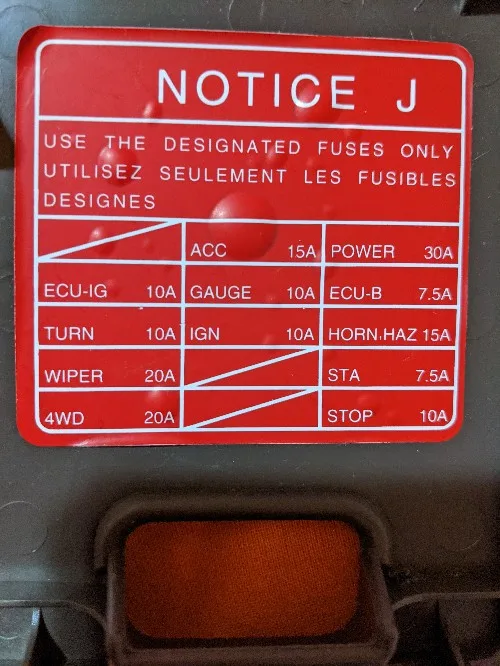 NOTICE J
USE THE DESIGNATED FUSES ONLY
UTILISEZ SEULEMENT LES FUSIBLES
DESIGNES
ACC 15A POWER 30A
ECU-IG 10A GAUGE 10A ECU-B 7.5A
TURN 10A IGN 10A HORN.HAZ 15A
WIPER 20A STA 7.5A
4WD 20A STOP 10A